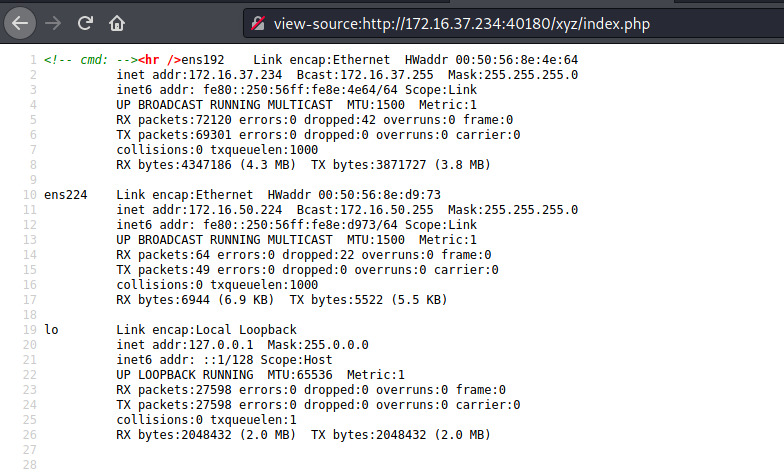 view-source:http://172.16.37.234:40180/xyz/index.php
1 <!-- cmd: --><hr />ens192    Link encap:Ethernet  HWaddr 00:50:56:8e:4e:64
2           inet addr:172.16.37.234  Bcast:172.16.37.255  Mask:255.255.255.0
3           inet6 addr: fe80::250:56ff:fe8e:4e64/64 Scope:Link
4           UP BROADCAST RUNNING MULTICAST  MTU:1500  Metric:1
5           RX packets:72120 errors:0 dropped:42 overruns:0 frame:0
6           TX packets:69301 errors:0 dropped:0 overruns:0 carrier:0
7           collisions:0 txqueuelen:1000
8           RX bytes:4347186 (4.3 MB)  TX bytes:3871727 (3.8 MB)
9
10 ens224    Link encap:Ethernet  HWaddr 00:50:56:8e:d9:73
11           inet addr:172.16.50.224  Bcast:172.16.50.255  Mask:255.255.255.0
12           inet6 addr: fe80::250:56ff:fe8e:d973/64 Scope:Link
13           UP BROADCAST RUNNING MULTICAST  MTU:1500  Metric:1
14           RX packets:64 errors:0 dropped:22 overruns:0 frame:0
15           TX packets:49 errors:0 dropped:0 overruns:0 carrier:0
16           collisions:0 txqueuelen:1000
17           RX bytes:6944 (6.9 KB)  TX bytes:5522 (5.5 KB)
18
19 lo        Link encap:Local Loopback
20           inet addr:127.0.0.1  Mask:255.0.0.0
21           inet6 addr: ::1/128 Scope:Host
22           UP LOOPBACK RUNNING  MTU:65536  Metric:1
23           RX packets:27598 errors:0 dropped:0 overruns:0 frame:0
24           TX packets:27598 errors:0 dropped:0 overruns:0 carrier:0
25           collisions:0 txqueuelen:1
26           RX bytes:2048432 (2.0 MB)  TX bytes:2048432 (2.0 MB)
27
28